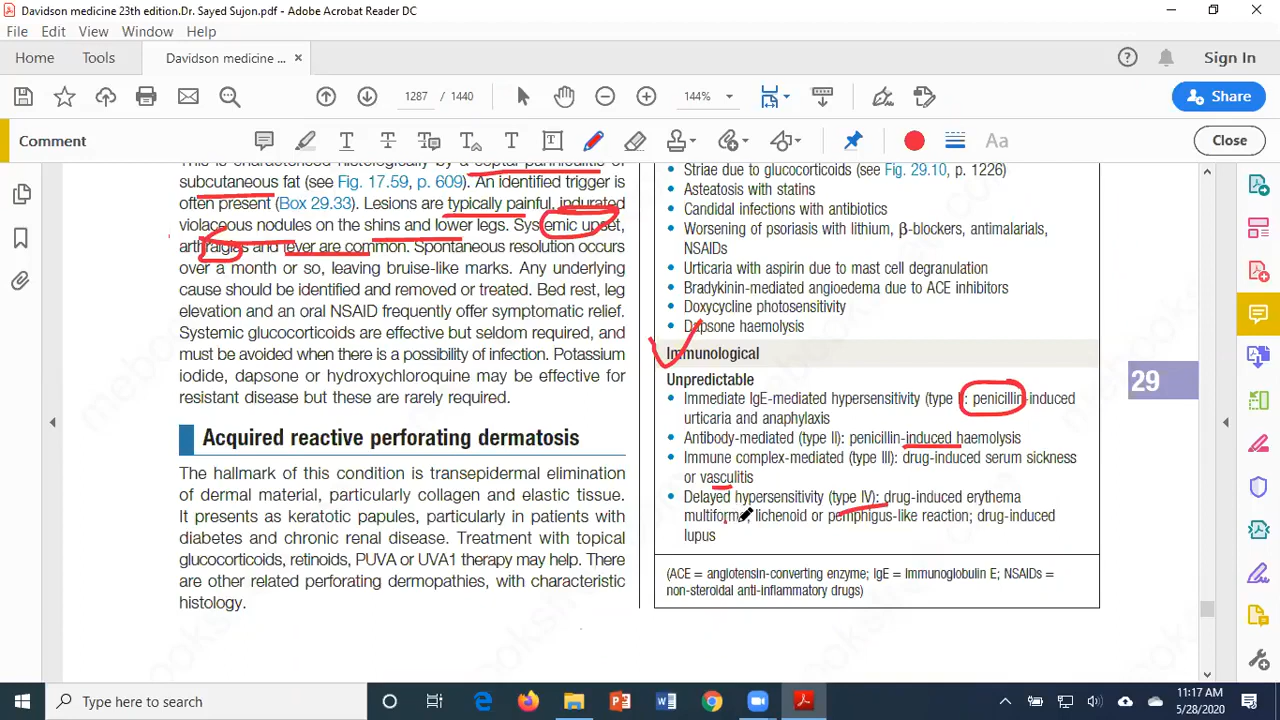 Davidson medicine 23th edition.Dr. Sayed Sujon.pdf - Adobe Acrobat Reader DC
File Edit View Window Help
Home Tools Davidson medicine ... × Sign In
1287 / 1440 144% Share
Comment Close
This is characterised histologically by a septal panniculitis of
subcutaneous fat (see Fig. 17.59, p. 609). An identified trigger is
often present (Box 29.33). Lesions are typically painful, indurated
violaceous nodules on the shins and lower legs. Systemic upset,
arthralgias and fever are common. Spontaneous resolution occurs
over a month or so, leaving bruise-like marks. Any underlying
cause should be identified and removed or treated. Bed rest, leg
elevation and an oral NSAID frequently offer symptomatic relief.
Systemic glucocorticoids are effective but seldom required, and
must be avoided when there is a possibility of infection. Potassium
iodide, dapsone or hydroxychloroquine may be effective for
resistant disease but these are rarely required.
Acquired reactive perforating dermatosis
The hallmark of this condition is transepidermal elimination
of dermal material, particularly collagen and elastic tissue.
It presents as keratotic papules, particularly in patients with
diabetes and chronic renal disease. Treatment with topical
glucocorticoids, retinoids, PUVA or UVA1 therapy may help. There
are other related perforating dermopathies, with characteristic
histology.
• Striae due to glucocorticoids (see Fig. 29.10, p. 1226)
• Asteatosis with statins
• Candidal infections with antibiotics
• Worsening of psoriasis with lithium, β-blockers, antimalarials,
NSAIDs
• Urticaria with aspirin due to mast cell degranulation
• Bradykinin-mediated angioedema due to ACE inhibitors
• Doxycycline photosensitivity
• Dapsone haemolysis
Immunological
Unpredictable
• Immediate IgE-mediated hypersensitivity (type I): penicillin-induced
urticaria and anaphylaxis
• Antibody-mediated (type II): penicillin-induced haemolysis
• Immune complex-mediated (type III): drug-induced serum sickness
or vasculitis
• Delayed hypersensitivity (type IV): drug-induced erythema
multiforme, lichenoid or pemphigus-like reaction; drug-induced
lupus
(ACE = angiotensin-converting enzyme; IgE = immunoglobulin E; NSAIDs =
non-steroidal anti-inflammatory drugs)
29
Type here to search
11:17 AM
5/28/2020